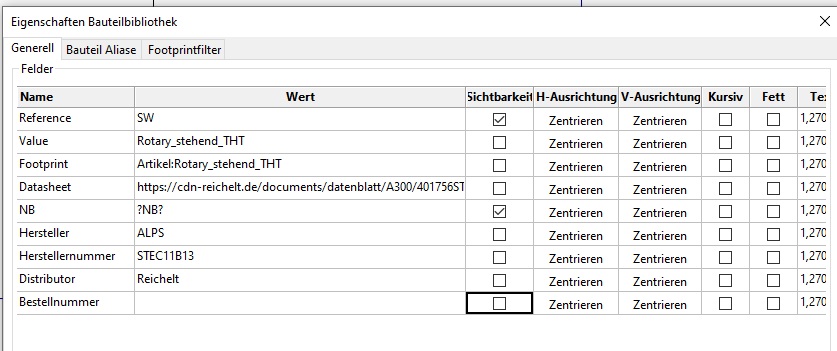 Eigenschaften Bauteilbibliothek
Generell Bauteil Aliase Footprintfilter
Felder
Name Wert Sichtbarkeit H-Ausrichtung V-Ausrichtung Kursiv Fett Tex
Reference SW Zentrieren Zentrieren 1,270
Value Rotary_stehend_THT Zentrieren Zentrieren 1,270
Footprint Artikel:Rotary_stehend_THT Zentrieren Zentrieren 1,270
Datasheet https://cdn-reichelt.de/documents/datenblatt/A300/401756ST Zentrieren Zentrieren 1,270
NB ?NB? Zentrieren Zentrieren 1,270
Hersteller ALPS Zentrieren Zentrieren 1,270
Herstellernummer STEC11B13 Zentrieren Zentrieren 1,270
Distributor Reichelt Zentrieren Zentrieren 1,270
Bestellnummer Zentrieren Zentrieren 1,270